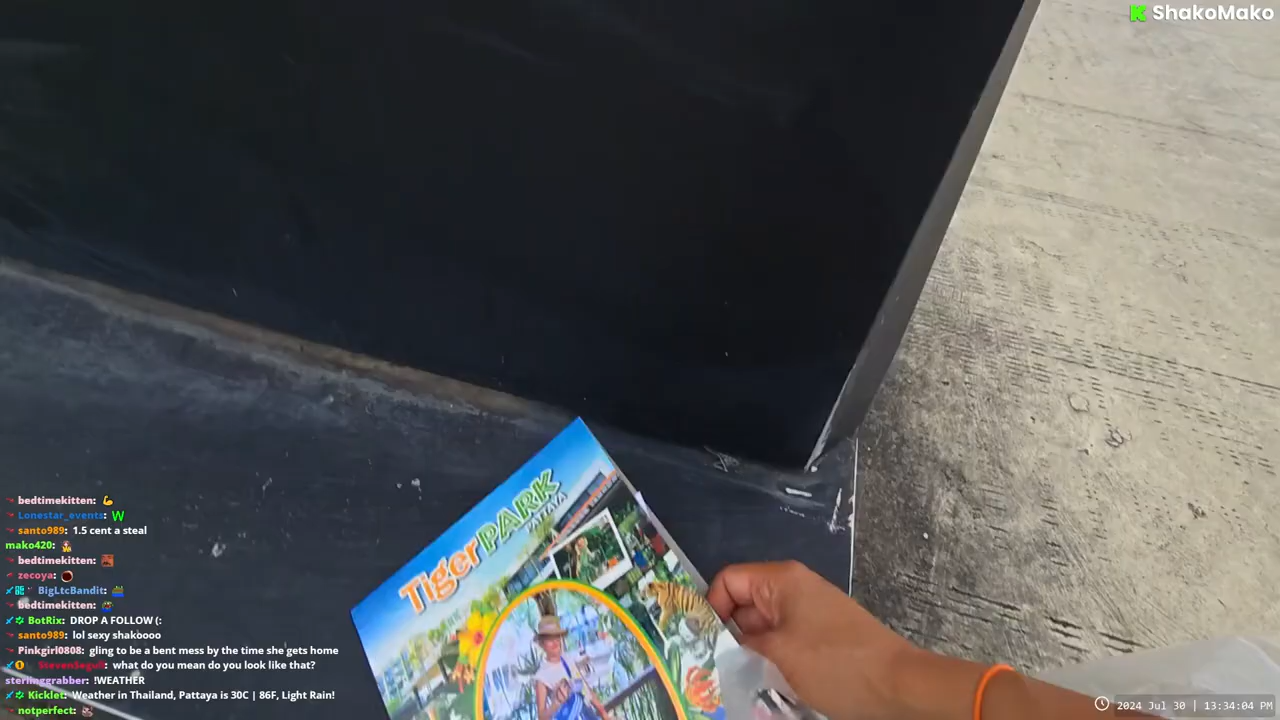 K ShakoMako
TigerPARK
PATTAYA
bedtimekitten:
Lonestar_events: W
santo989: 1.5 cent a steal
mako420:
bedtimekitten:
zecoya:
BigLtcBandit:
bedtimekitten:
BotRix: DROP A FOLLOW (:
santo989: lol sexy shakoooo
Pinkgirl0808: gling to be a bent mess by the time she gets home
StevenSegull: what do you mean do you look like that?
sterlinggrabber: !WEATHER
Kicklet: Weather in Thailand, Pattaya is 30C | 86F, Light Rain!
notperfect:
2024 Jul 30 | 13:34:04 PM